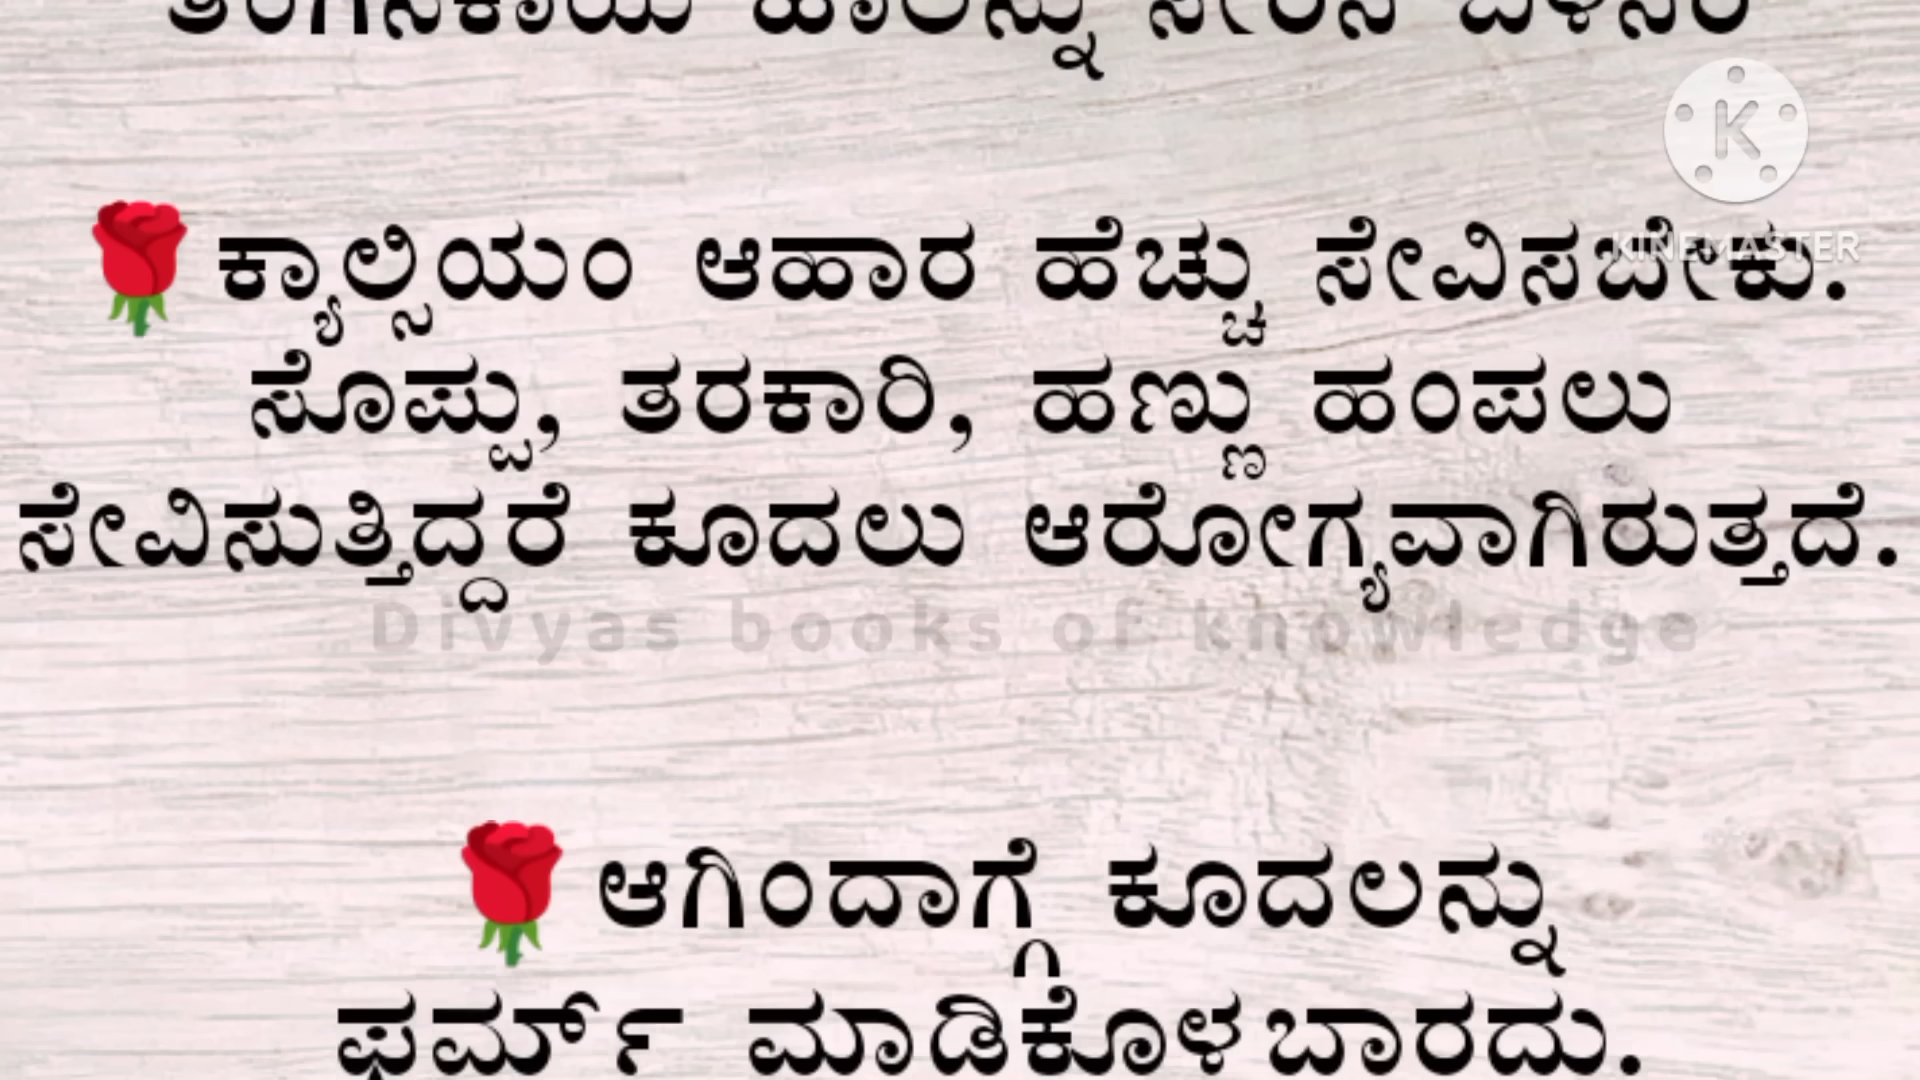 ಹಾಲನ್ನು
KINEMASTER
🌹ಕ್ಯಾಲ್ಸಿಯಂ ಆಹಾರ ಹೆಚ್ಚು ಸೇವಿಸಬೇಕು.
ಸೊಪ್ಪು, ತರಕಾರಿ, ಹಣ್ಣು ಹಂಪಲು
ಸೇವಿಸುತ್ತಿದ್ದರೆ ಕೂದಲು ಆರೋಗ್ಯವಾಗಿರುತ್ತದೆ.
Divyas books of knowledge
🌹ಆಗಿಂದಾಗ್ಗೆ ಕೂದಲನ್ನು
ಮಾಡಿಕೊಳಬಾರದು.